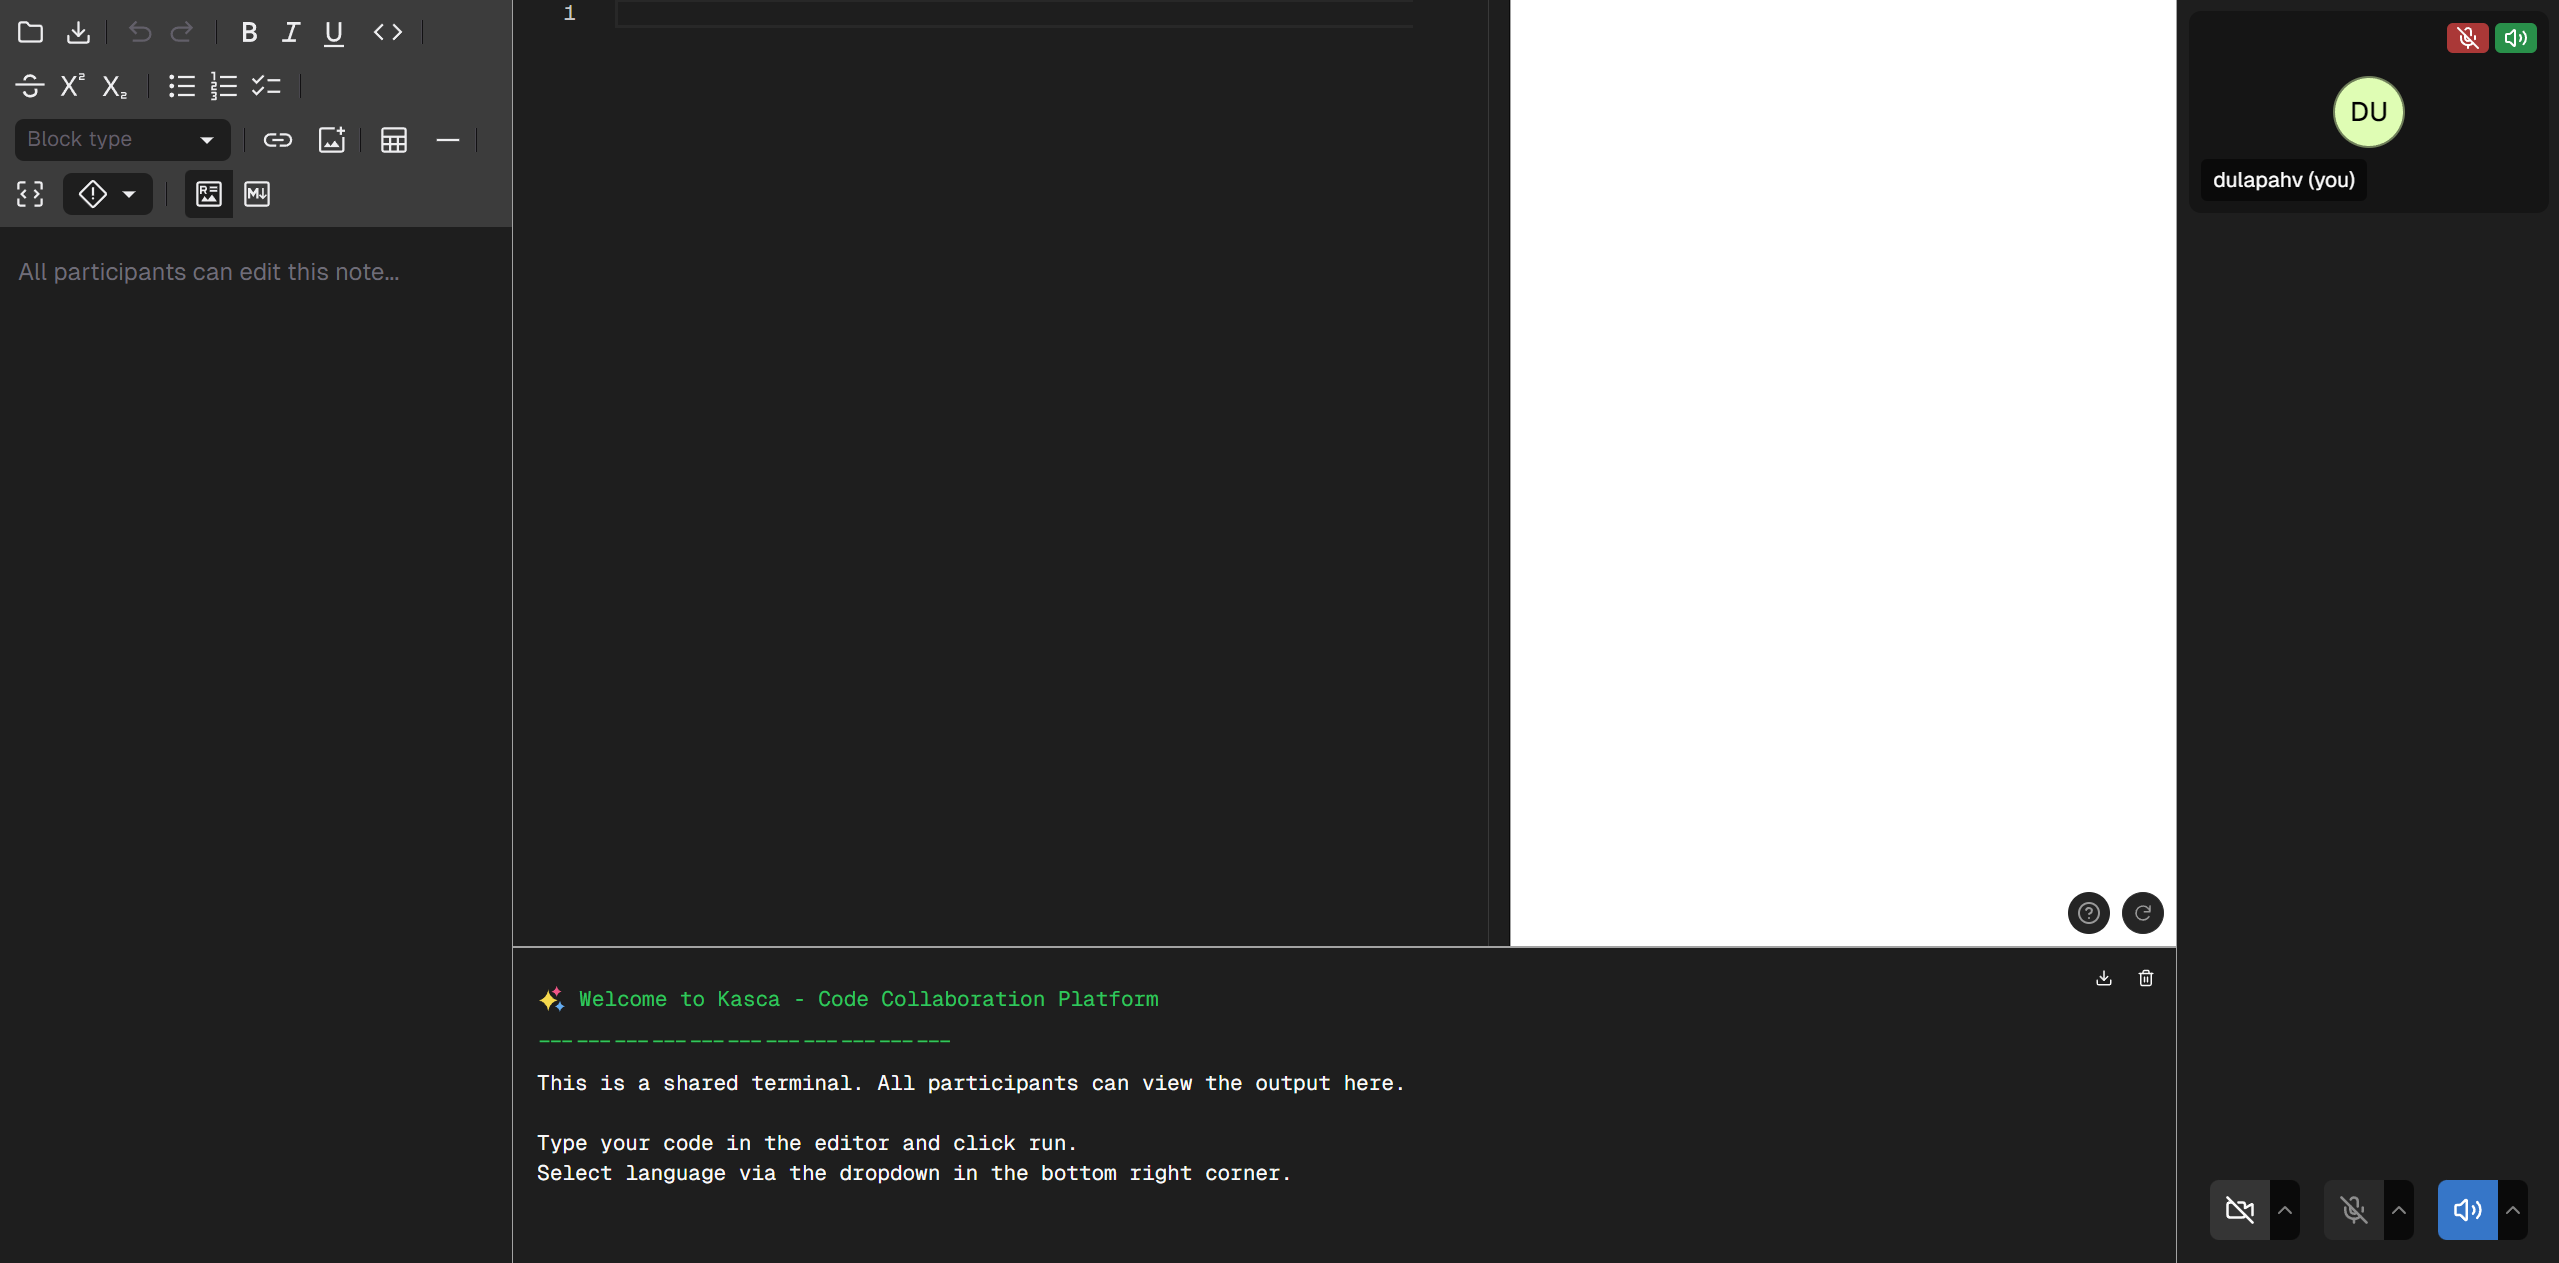 B I U
X² X₂
Block type
R
M
All participants can edit this note...
1
✨ Welcome to Kasca - Code Collaboration Platform
---------------------------------
This is a shared terminal. All participants can view the output here.
Type your code in the editor and click run.
Select language via the dropdown in the bottom right corner.
DU
dulapahv (you)